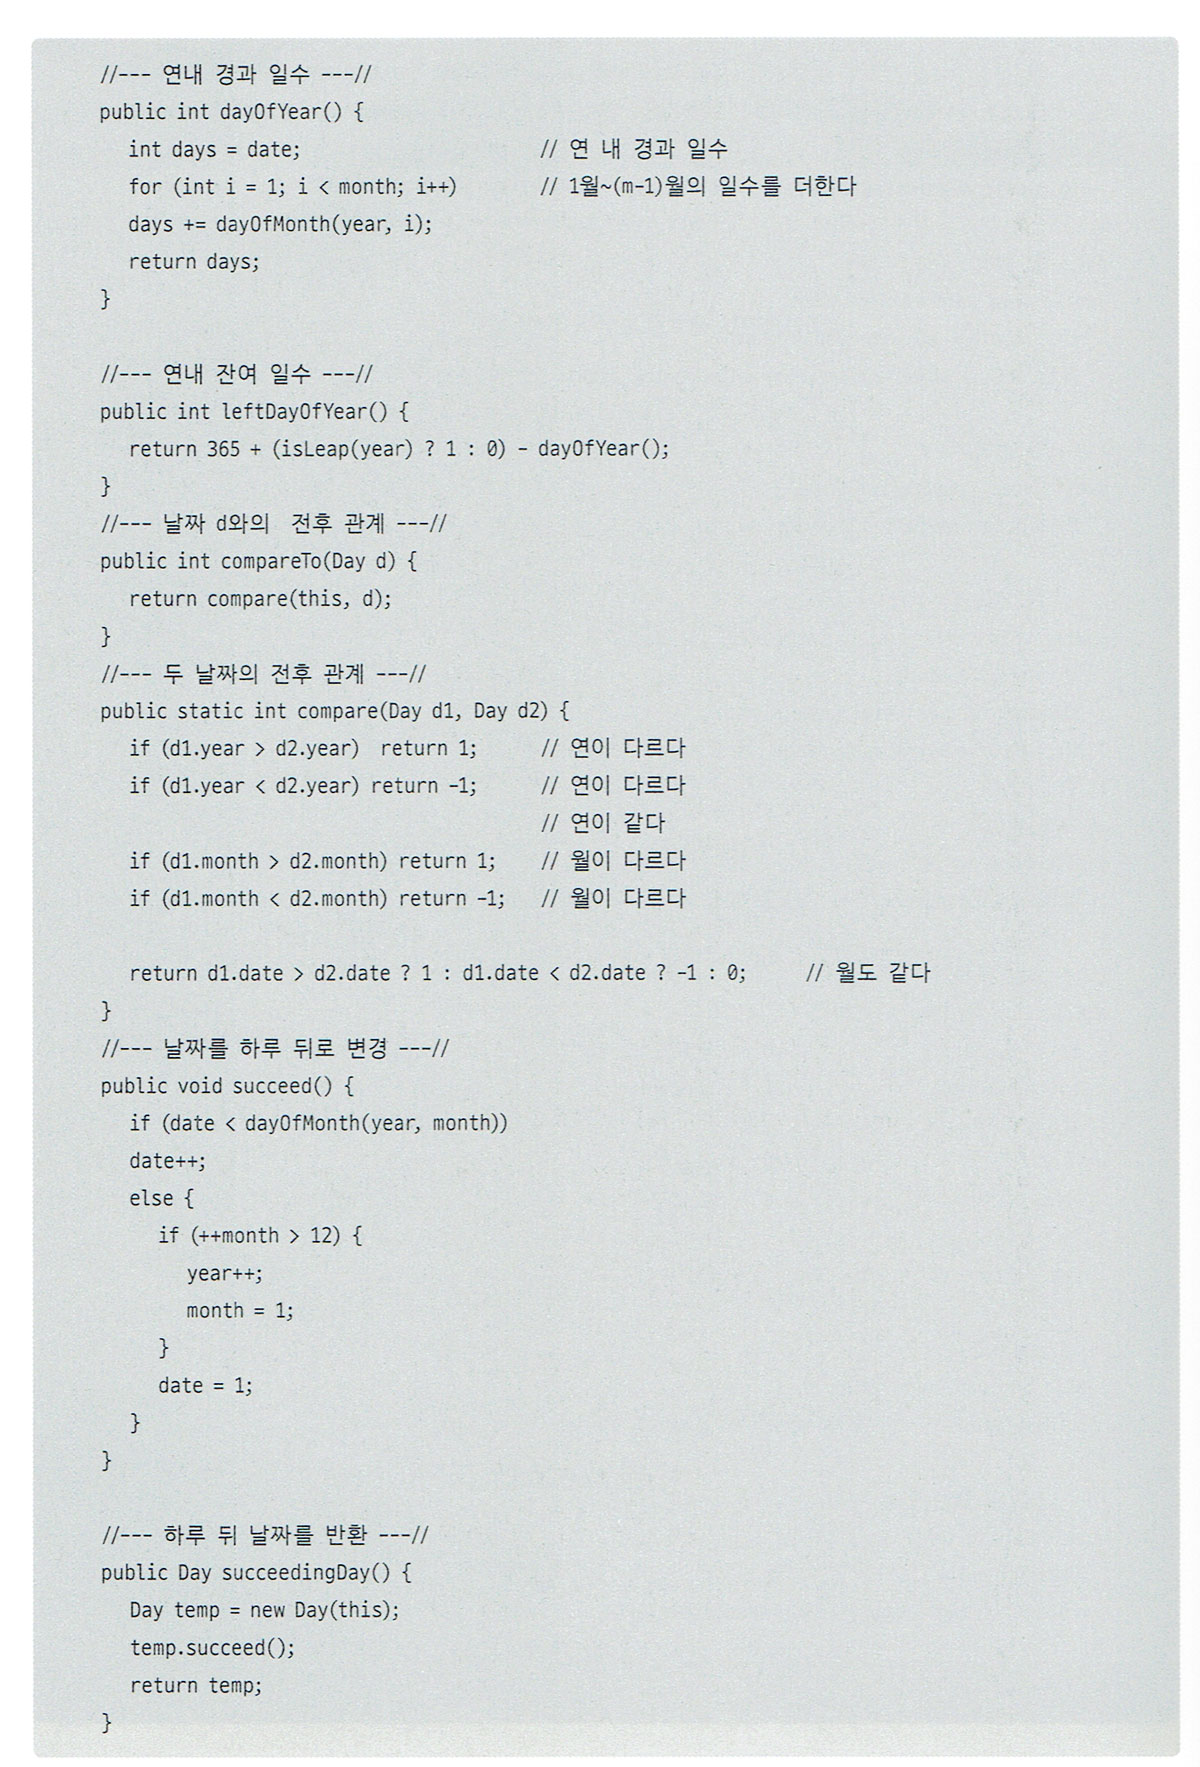 //--- 연내 경과 일수 ---//
public int dayOfYear() {
int days = date; // 연 내 경과 일수
for (int i = 1; i < month; i++) // 1월~(m-1)월의 일수를 더한다
days += dayOfMonth(year, i);
return days;
}
//--- 연내 잔여 일수 ---//
public int leftDayOfYear() {
return 365 + (isLeap(year) ? 1 : 0) - dayOfYear();
}
//--- 날짜 d와의 전후 관계 ---//
public int compareTo(Day d) {
return compare(this, d);
}
//--- 두 날짜의 전후 관계 ---//
public static int compare(Day d1, Day d2) {
if (d1.year > d2.year) return 1; // 연이 다르다
if (d1.year < d2.year) return -1; // 연이 다르다
// 연이 같다
if (d1.month > d2.month) return 1; // 월이 다르다
if (d1.month < d2.month) return -1; // 월이 다르다
return d1.date > d2.date ? 1 : d1.date < d2.date ? -1 : 0; // 월도 같다
}
//--- 날짜를 하루 뒤로 변경 ---//
public void succeed() {
if (date < dayOfMonth(year, month))
date++;
else {
if (++month > 12) {
year++;
month = 1;
}
date = 1;
}
}
//--- 하루 뒤 날짜를 반환 ---//
public Day succeedingDay() {
Day temp = new Day(this);
temp.succeed();
return temp;
}